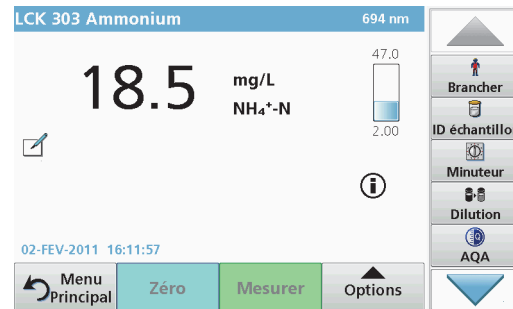 LCK 303 Ammonium 694 nm
47.0
18.5 mg/L
NH₄⁺-N
2.00
02-FEV-2011 16:11:57
Menu Principal
Zéro
Mesurer
Options
Brancher
ID échantillo
Minuteur
Dilution
AQA